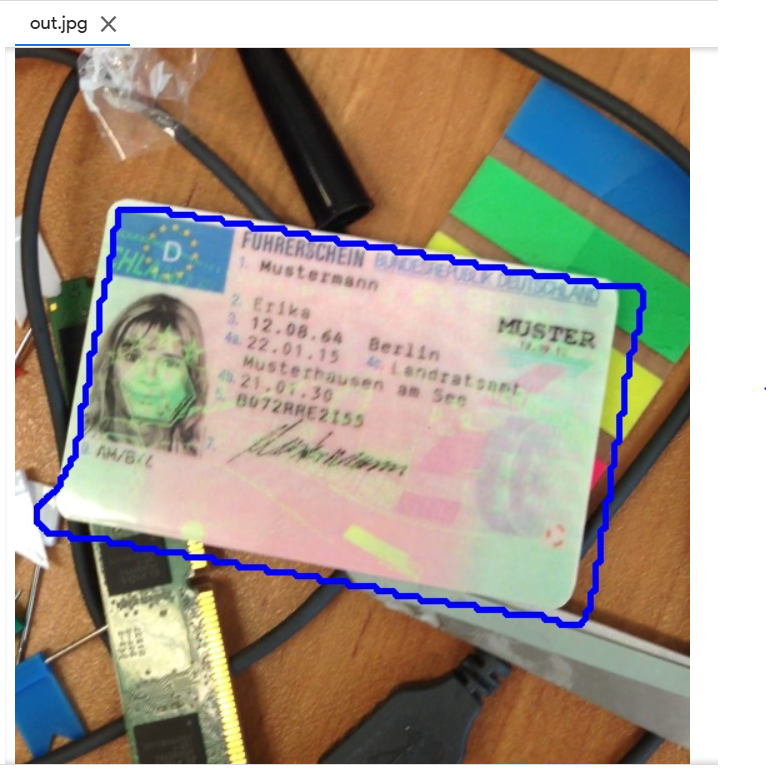 out.jpg
D
FÜHRERSCHEIN BUNDESREPUBLIK DEUTSCHLAND
1. Mustermann
2. Erika
3. 12.08.64 Berlin
MUSTER
4a. 22.01.15 4c. Landratsamt
Musterhausen am See
4b. 21.01.30
5. B072RRE2I55
7.
9. AM/B/L